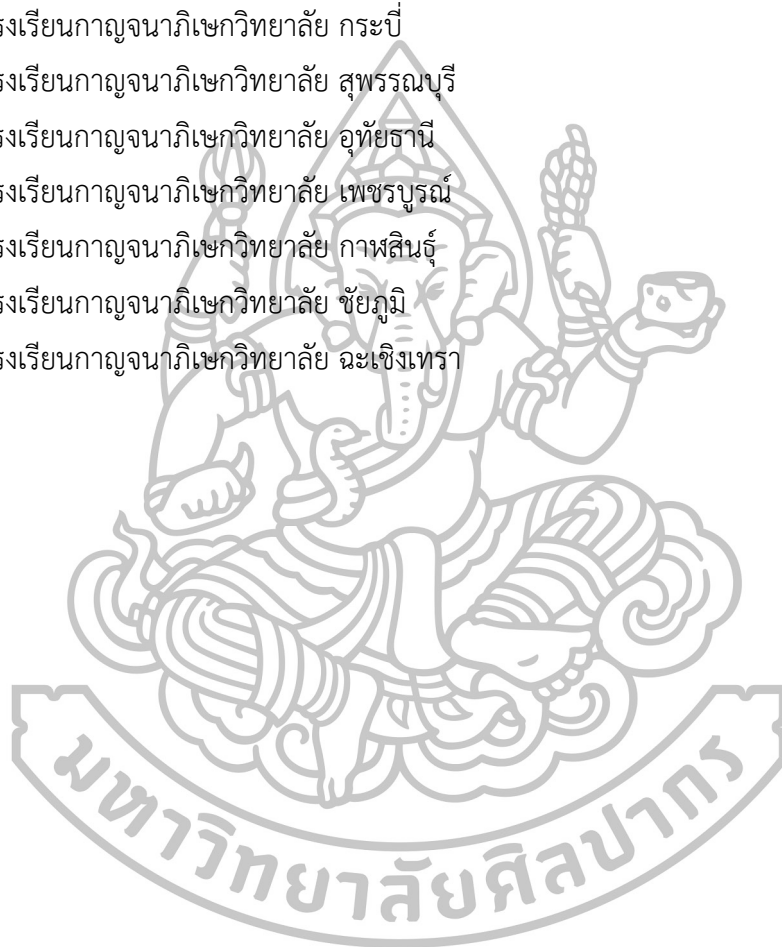 รงเรียนกาญจนาภิเษกวิทยาลัย กระบี่
รงเรียนกาญจนาภิเษกวิทยาลัย สุพรรณบุรี
รงเรียนกาญจนาภิเษกวิทยาลัย อุทัยธานี
รงเรียนกาญจนาภิเษกวิทยาลัย เพชรบูรณ์
รงเรียนกาญจนาภิเษกวิทยาลัย กาฬสินธุ์
รงเรียนกาญจนาภิเษกวิทยาลัย ชัยภูมิ
รงเรียนกาญจนาภิเษกวิทยาลัย ฉะเชิงเทรา
มหาวิทยาลัยศิลปากร